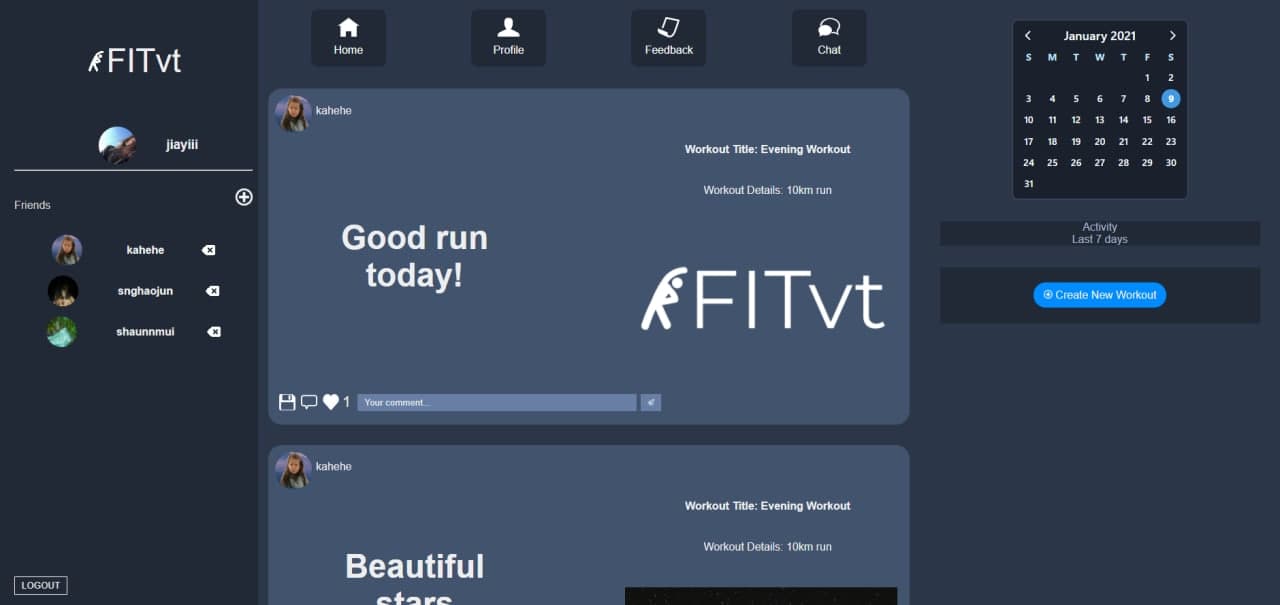 FITvt
jiayiii
Friends
kahehe
snghaojun
shaunnmui
LOGOUT
Home
Profile
Feedback
Chat
kahehe
Workout Title: Evening Workout
Workout Details: 10km run
Good run
today!
FITvt
1
Your comment...
kahehe
Workout Title: Evening Workout
Workout Details: 10km run
Beautiful
stars
January 2021
S M T W T F S
1 2
3 4 5 6 7 8 9
10 11 12 13 14 15 16
17 18 19 20 21 22 23
24 25 26 27 28 29 30
31
Activity
Last 7 days
Create New Workout